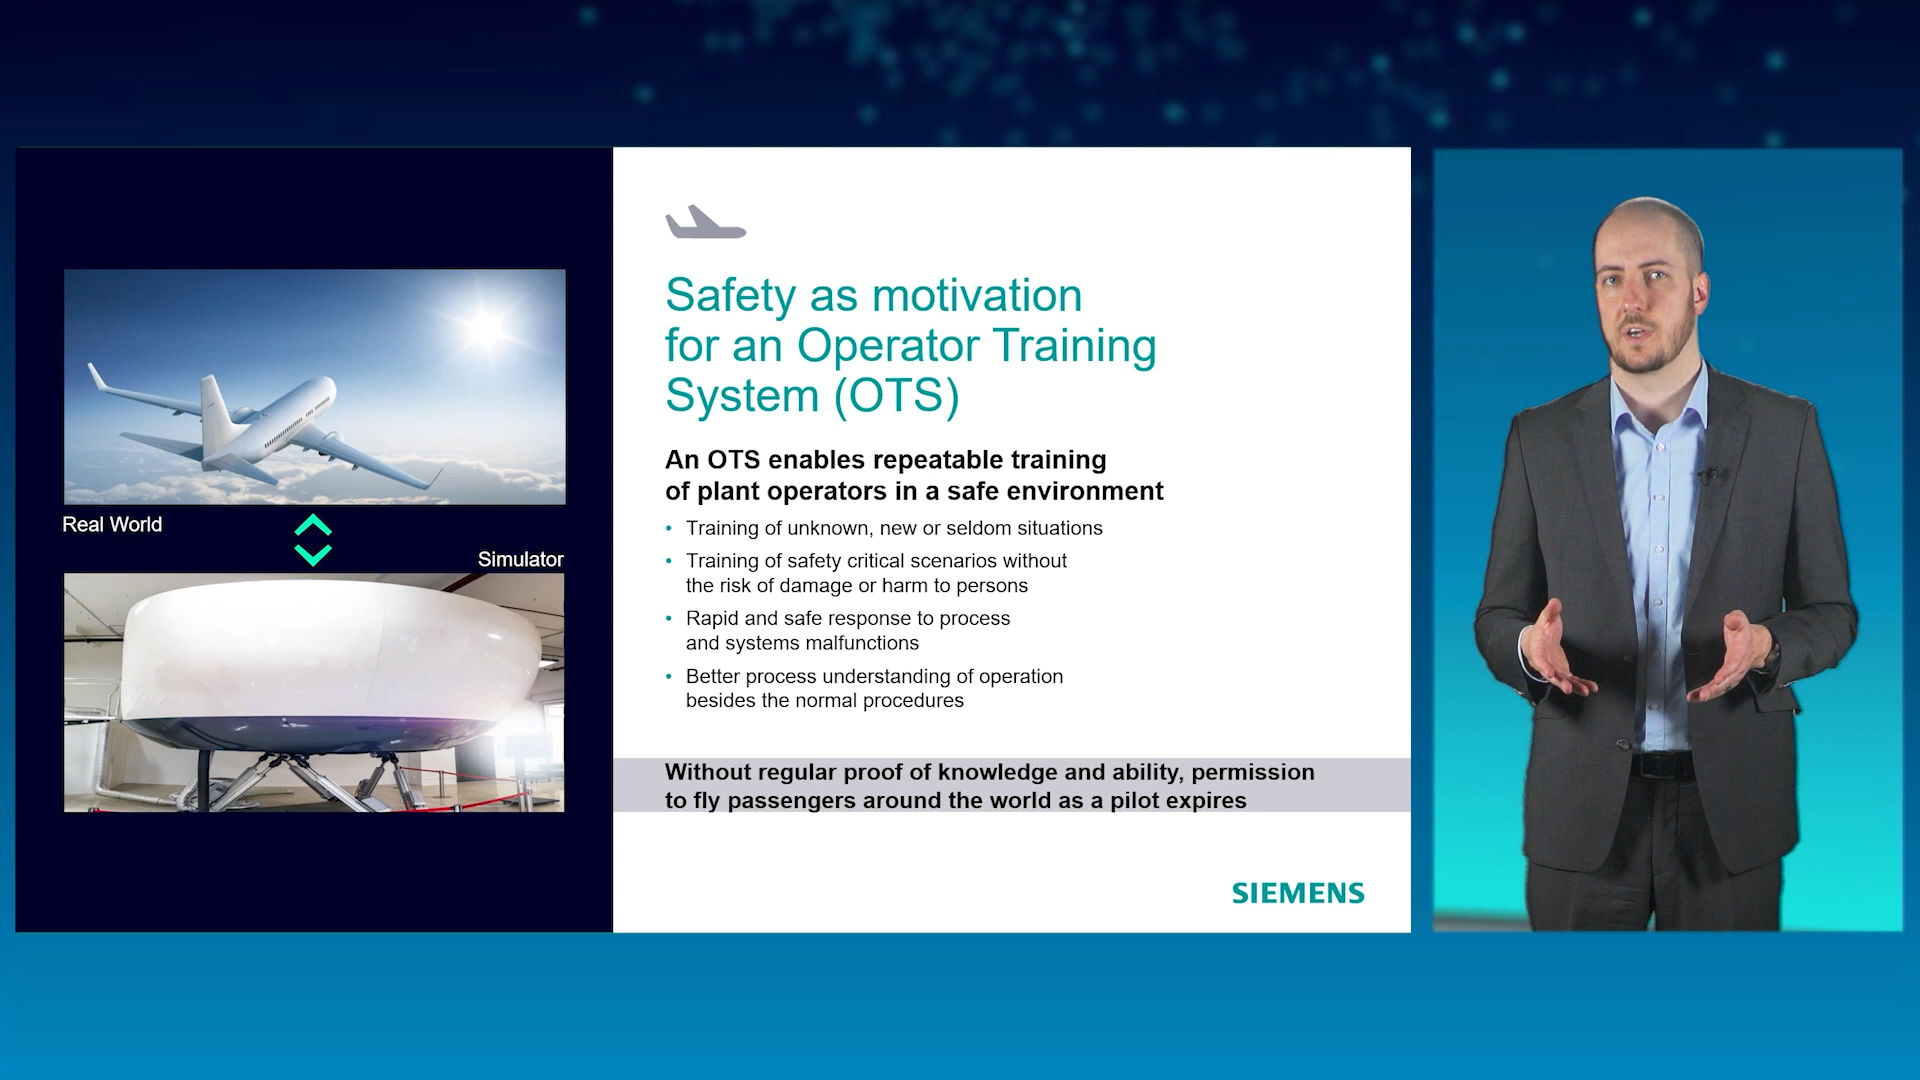 Real World
Simulator
Safety as motivation
for an Operator Training
System (OTS)
An OTS enables repeatable training
of plant operators in a safe environment
• Training of unknown, new or seldom situations
• Training of safety critical scenarios without
the risk of damage or harm to persons
• Rapid and safe response to process
and systems malfunctions
• Better process understanding of operation
besides the normal procedures
Without regular proof of knowledge and ability, permission
to fly passengers around the world as a pilot expires
SIEMENS